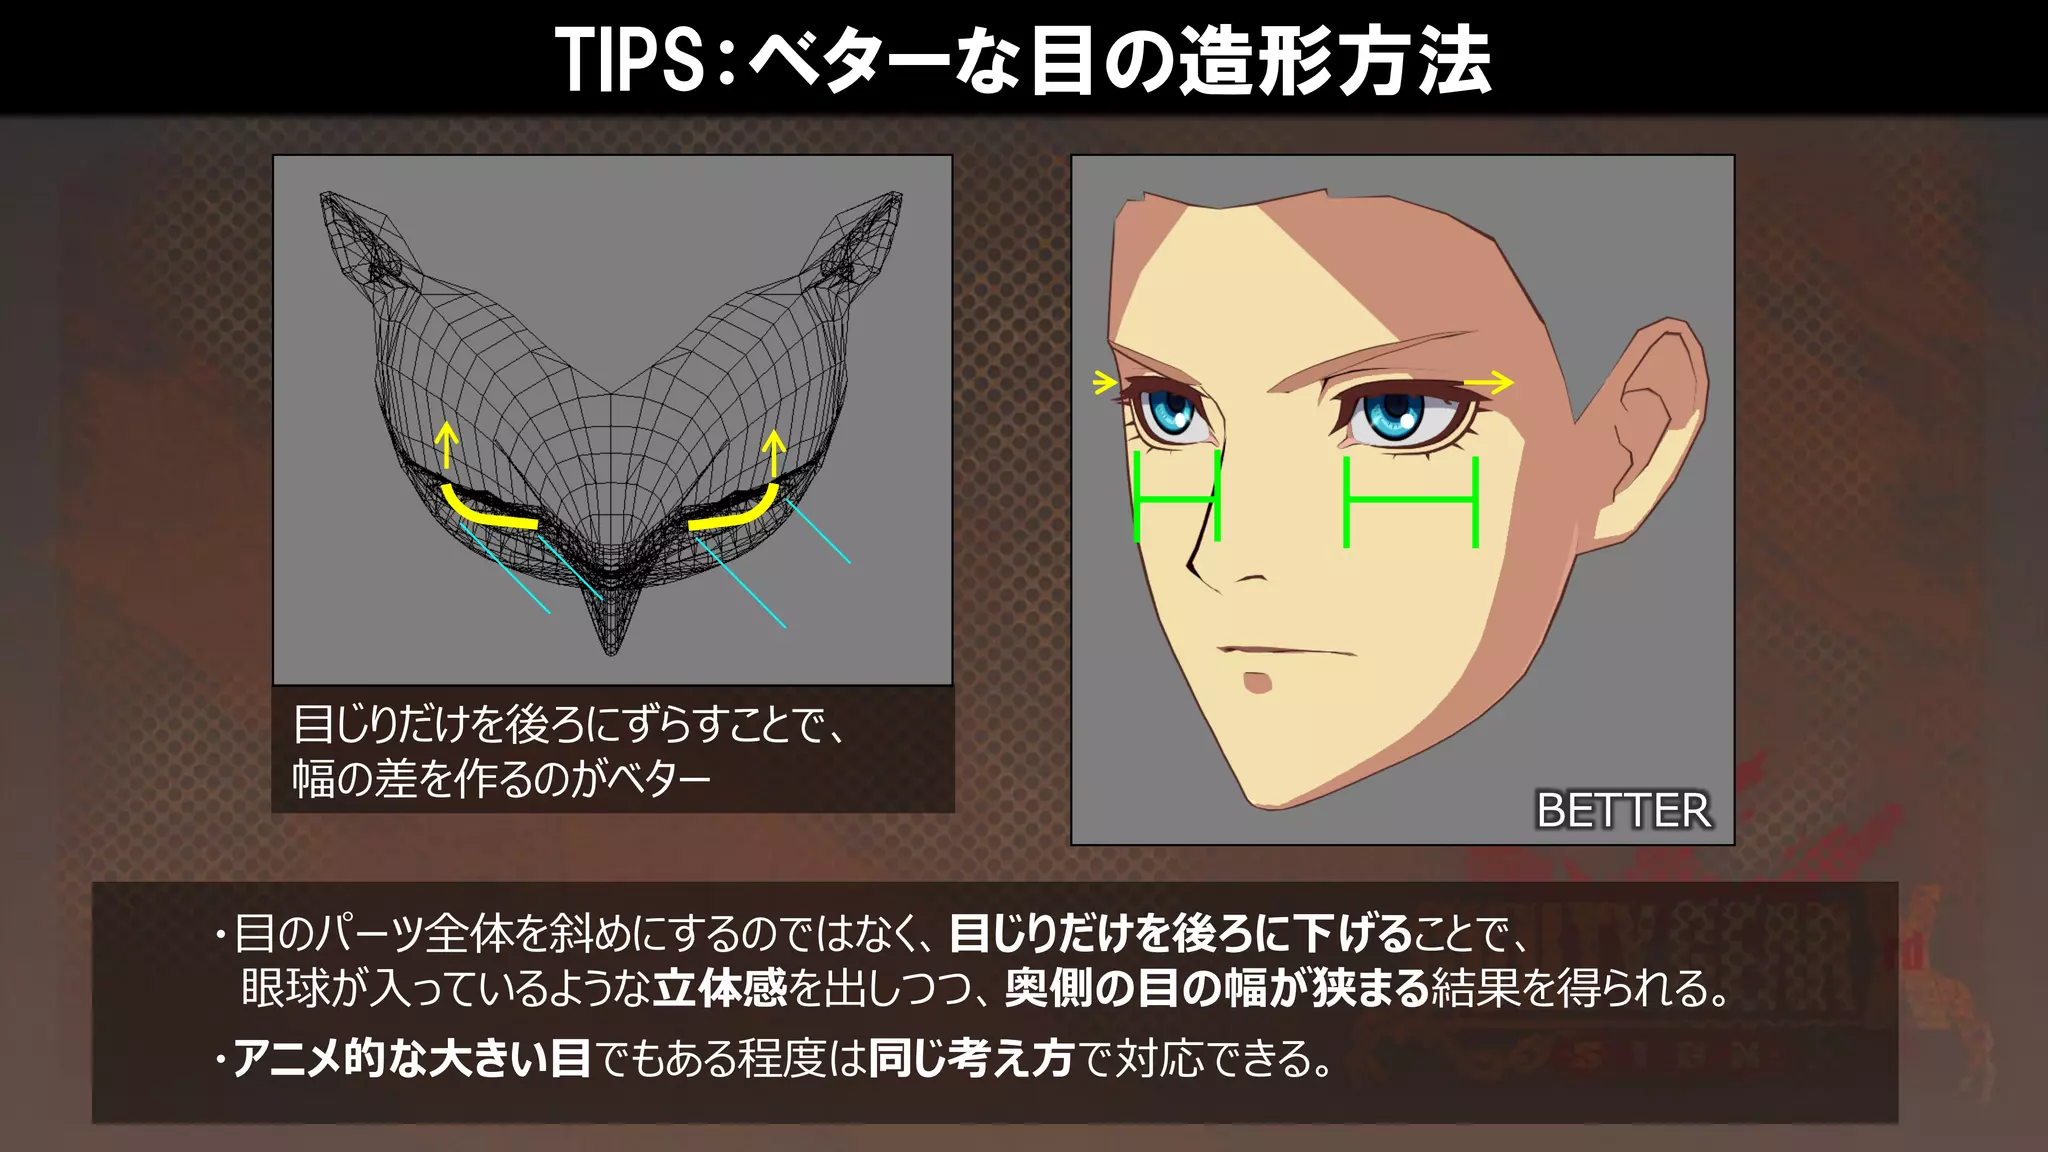 TIPS:ベターな目の造形方法
目じりだけを後ろにずらすことで、
幅の差を作るのがベター
BETTER
・目のパーツ全体を斜めにするのではなく、目じりだけを後ろに下げることで、
眼球が入っているような立体感を出しつつ、奥側の目の幅が狭まる結果を得られる。
・アニメ的な大きい目でもある程度は同じ考え方で対応できる。